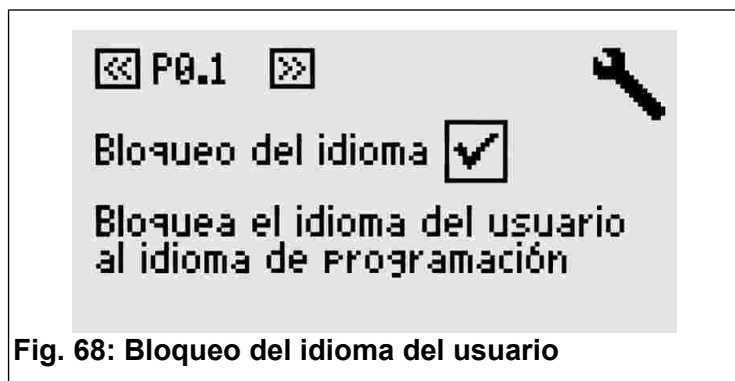 « P0.1 »
Bloqueo del idioma
Bloquea el idioma del usuario
al idioma de programación
Fig. 68: Bloqueo del idioma del usuario